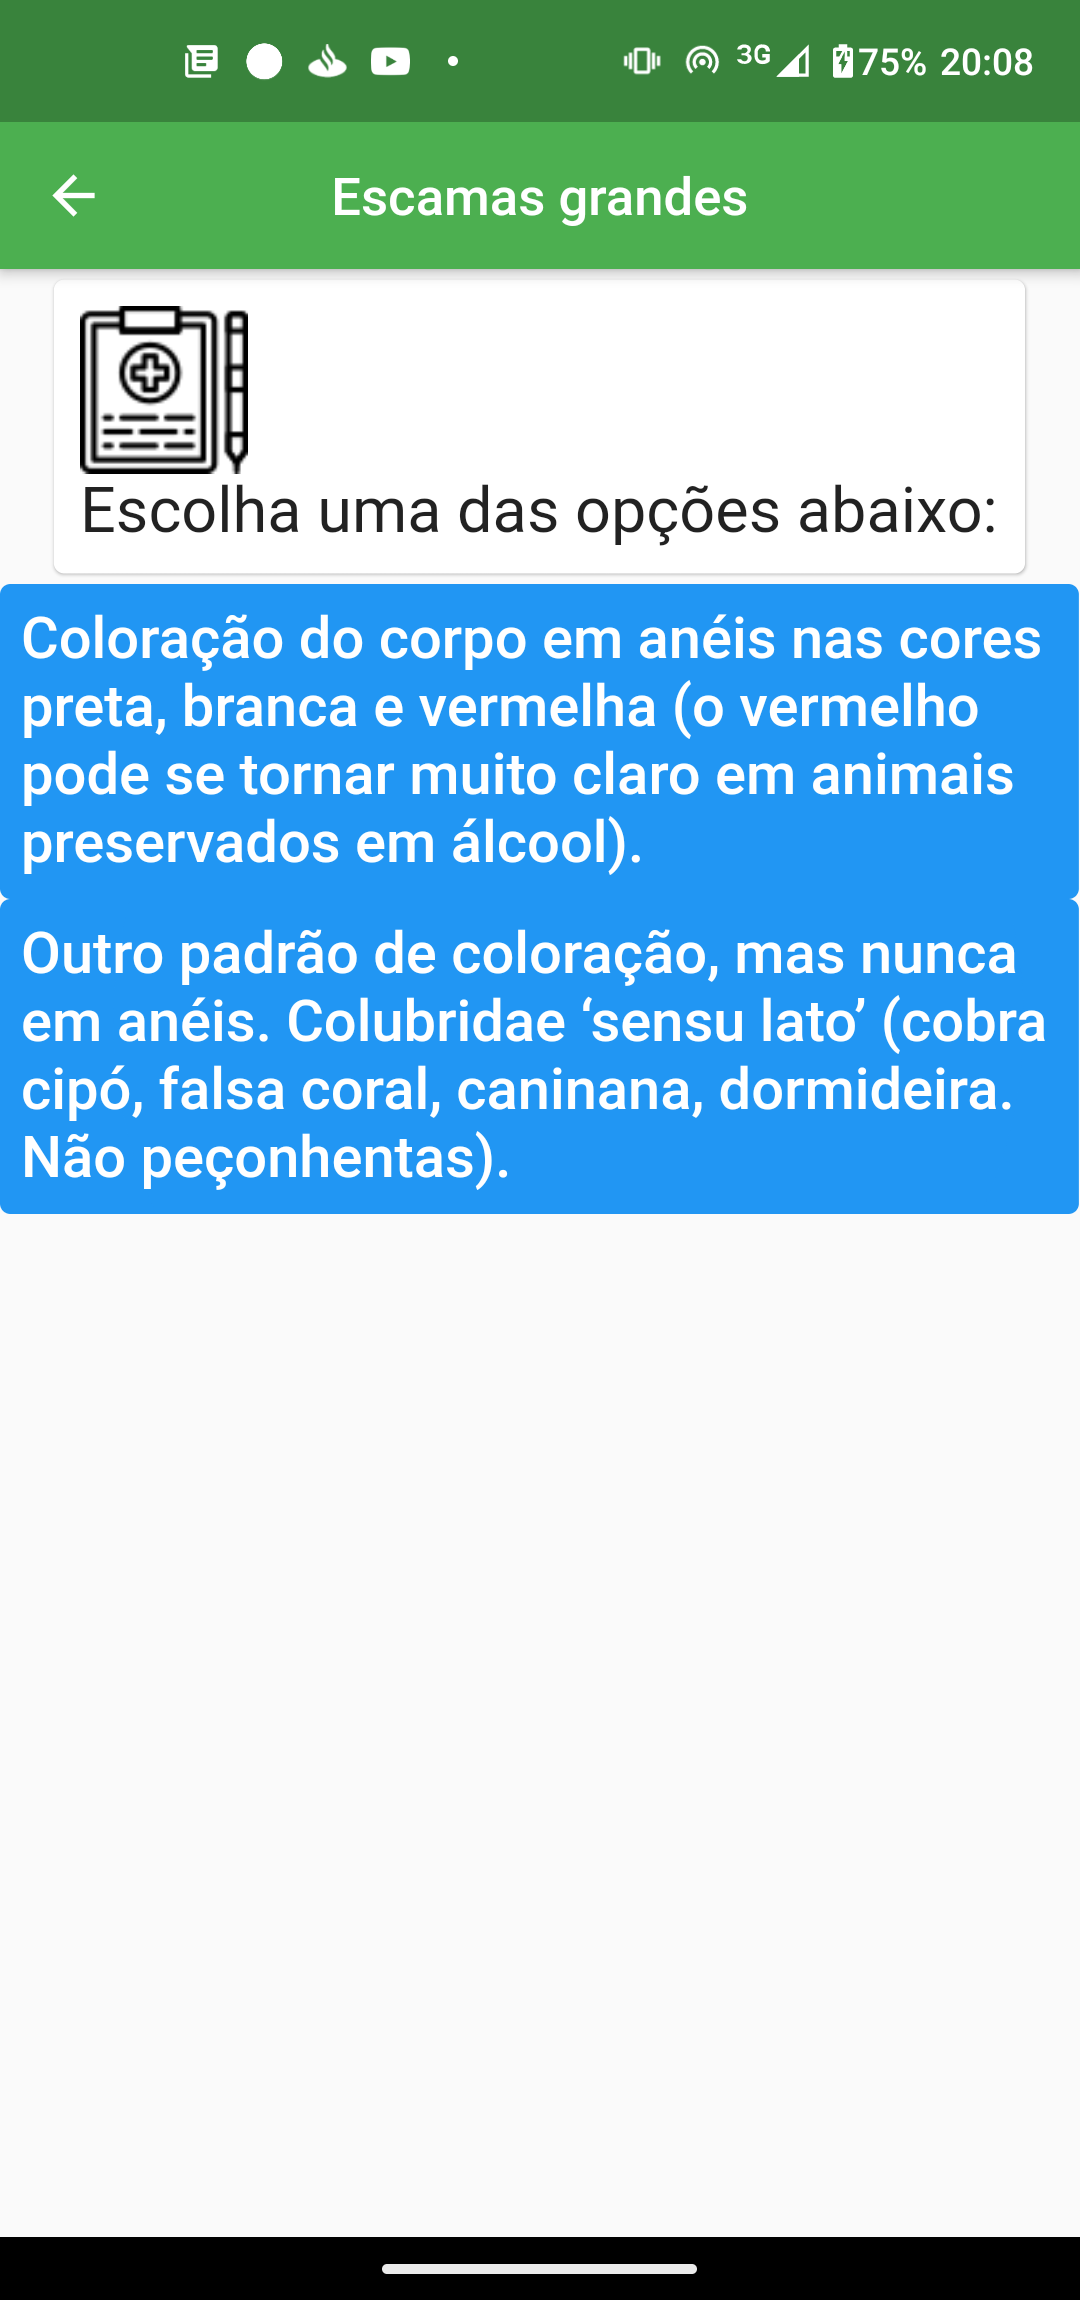 3G 75% 20:08
Escamas grandes
Escolha uma das opções abaixo:
Coloração do corpo em anéis nas cores
preta, branca e vermelha (o vermelho
pode se tornar muito claro em animais
preservados em álcool).
Outro padrão de coloração, mas nunca
em anéis. Colubridae ‘sensu lato’ (cobra
cipó, falsa coral, caninana, dormideira.
Não peçonhentas).